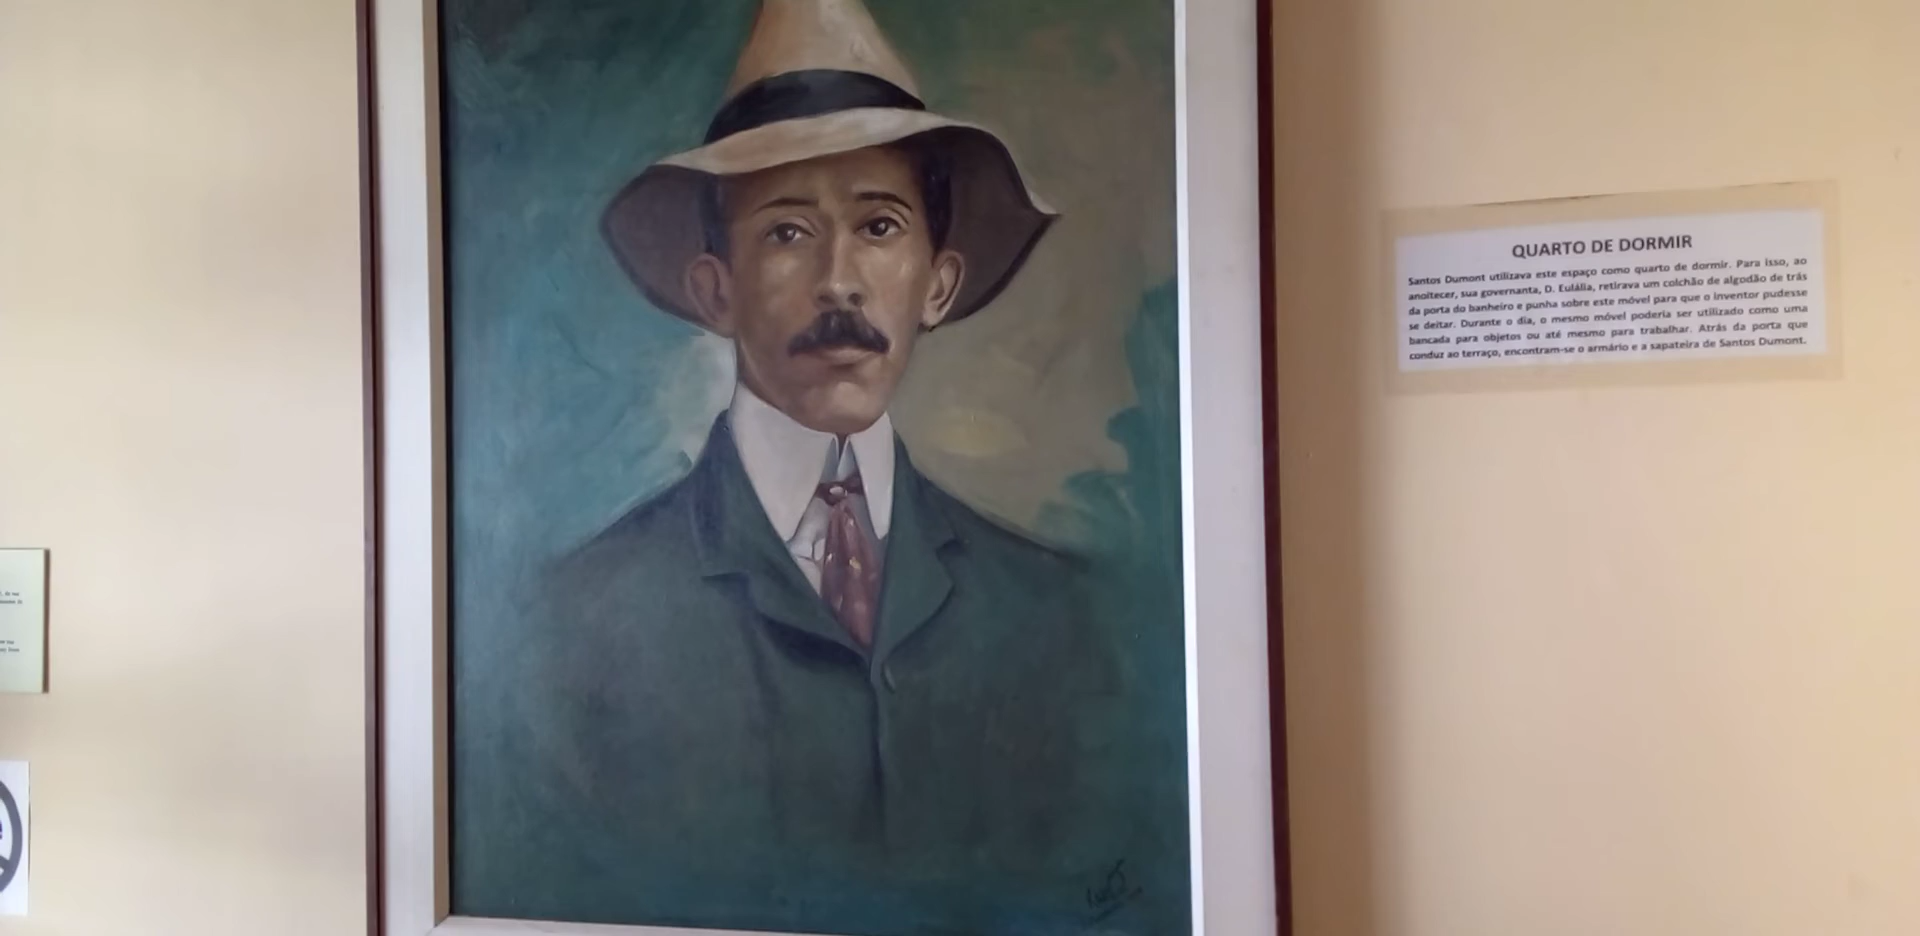 QUARTO DE DORMIR
Santos Dumont utilizava este espaço como quarto de dormir. Para isso, ao
anoitecer, sua governanta, D. Eulália, retirava um colchão de algodão de trás
da porta do banheiro e punha sobre este móvel para que o inventor pudesse
se deitar. Durante o dia, o mesmo móvel poderia ser utilizado como uma
bancada para objetos ou até mesmo para trabalhar. Atrás da porta que
conduz ao terraço, encontram-se o armário e a sapateira de Santos Dumont.